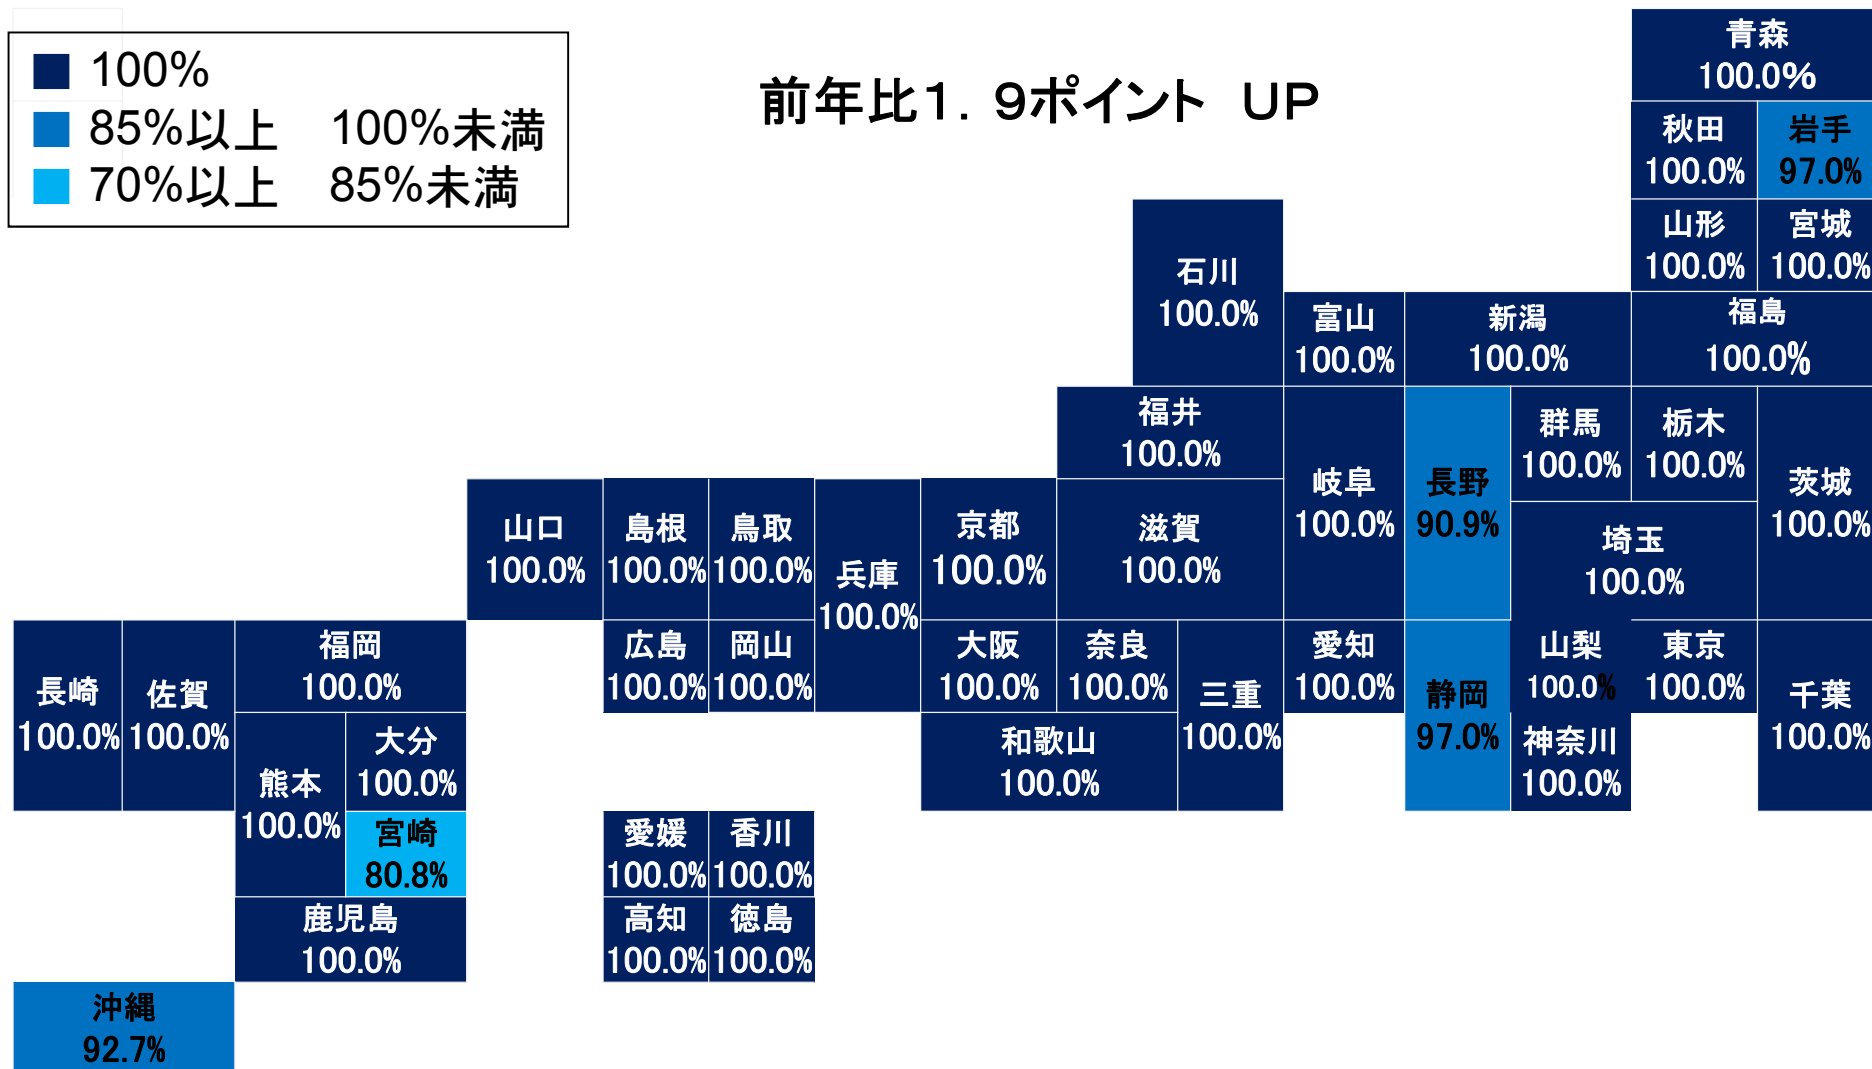 100%
85%以上　100%未満
70%以上　85%未満
前年比１．９ポイント　ＵＰ
青森
100.0%
秋田
100.0%
岩手
97.0%
山形
100.0%
宮城
100.0%
石川
100.0%
富山
100.0%
新潟
100.0%
福島
100.0%
福井
100.0%
岐阜
100.0%
長野
90.9%
群馬
100.0%
栃木
100.0%
茨城
100.0%
山口
100.0%
島根
100.0%
鳥取
100.0%
兵庫
100.0%
京都
100.0%
滋賀
100.0%
埼玉
100.0%
長崎
100.0%
佐賀
100.0%
福岡
100.0%
広島
100.0%
岡山
100.0%
大阪
100.0%
奈良
100.0%
三重
100.0%
愛知
100.0%
静岡
97.0%
山梨
100.0%
東京
100.0%
千葉
100.0%
熊本
100.0%
大分
100.0%
和歌山
100.0%
神奈川
100.0%
宮崎
80.8%
愛媛
100.0%
香川
100.0%
鹿児島
100.0%
高知
100.0%
徳島
100.0%
沖縄
92.7%